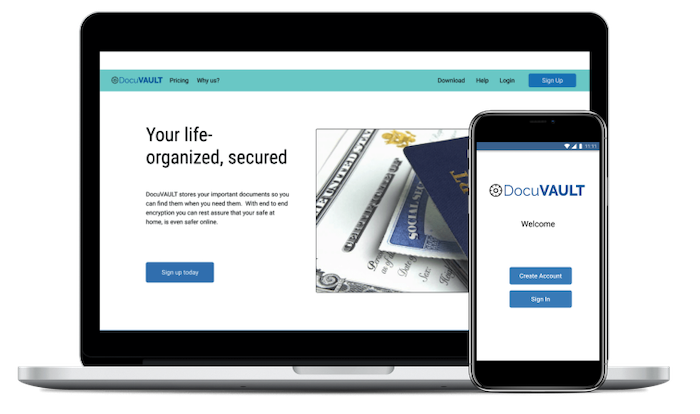 DocuVAULT Pricing Why us? Download Help Login Sign Up
Your life-
organized, secured
DocuVAULT stores your important documents so you
can find them when you need them. With end to end
encryption you can rest assure that your safe at
home, is even safer online.
Sign up today
SOCIAL
11:11
DocuVAULT
Welcome
Create Account
Sign In